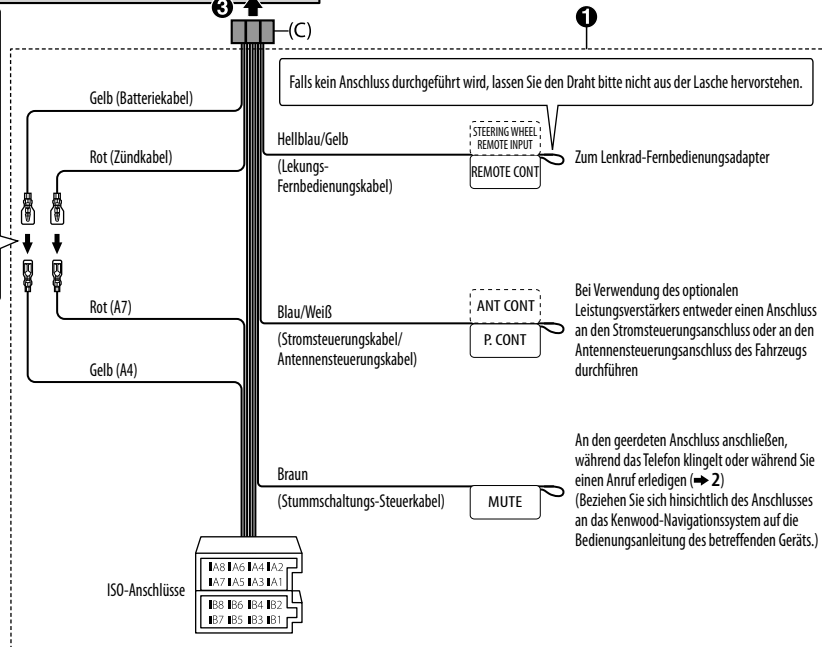 ❸
(C)
❶
Falls kein Anschluss durchgeführt wird, lassen Sie den Draht bitte nicht aus der Lasche hervorstehen.
Gelb (Batteriekabel)
Rot (Zündkabel)
Hellblau/Gelb
(Lekungs-
Fernbedienungskabel)
STEERING WHEEL
REMOTE INPUT
REMOTE CONT
Zum Lenkrad-Fernbedienungsadapter
Rot (A7)
Gelb (A4)
Blau/Weiß
(Stromsteuerungskabel/
Antennensteuerungskabel)
ANT CONT
P. CONT
Bei Verwendung des optionalen
Leistungsverstärkers entweder einen Anschluss
an den Stromsteuerungsanschluss oder an den
Antennensteuerungsanschluss des Fahrzeugs
durchführen
Braun
(Stummschaltungs-Steuerkabel)
MUTE
An den geerdeten Anschluss anschließen,
während das Telefon klingelt oder während Sie
einen Anruf erledigen (➡ 2)
(Beziehen Sie sich hinsichtlich des Anschlusses
an das Kenwood-Navigationssystem auf die
Bedienungsanleitung des betreffenden Geräts.)
ISO-Anschlüsse
A8 A6 A4 A2
A7 A5 A3 A1
B8 B6 B4 B2
B7 B5 B3 B1